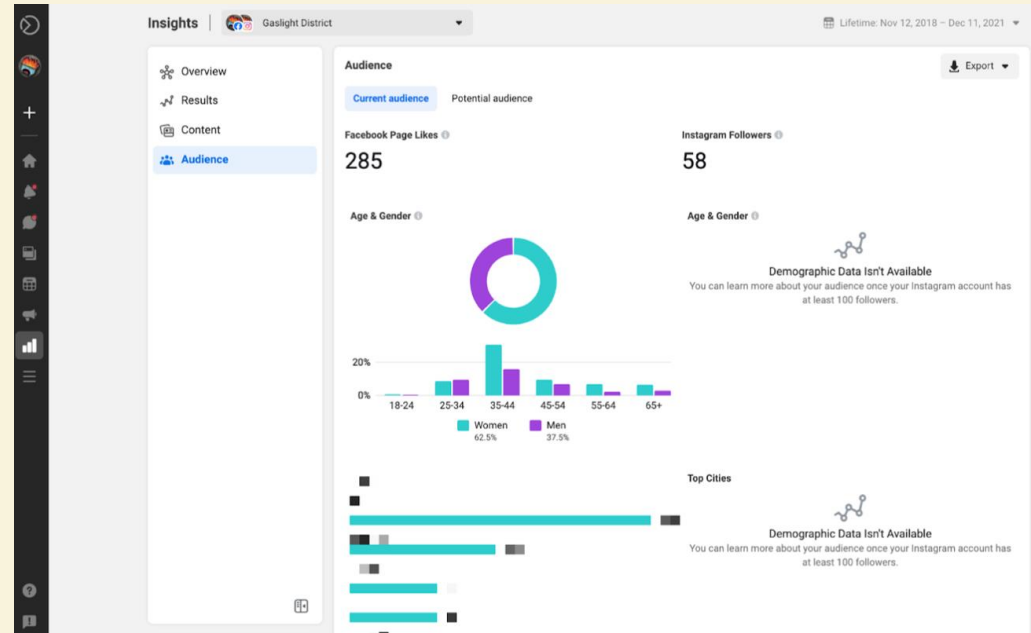 Insights
Gaslight District
Lifetime: Nov 12, 2018 – Dec 11, 2021
Overview
Results
Content
Audience
Audience
Export
Current audience
Potential audience
Facebook Page Likes
285
Instagram Followers
58
Age & Gender
20%
0%
18-24 25-34 35-44 45-54 55-64 65+
Women Men
62.5% 37.5%
Age & Gender
Demographic Data Isn't Available
You can learn more about your audience once your Instagram account has
at least 100 followers.
Top Cities
Demographic Data Isn't Available
You can learn more about your audience once your Instagram account has
at least 100 followers.